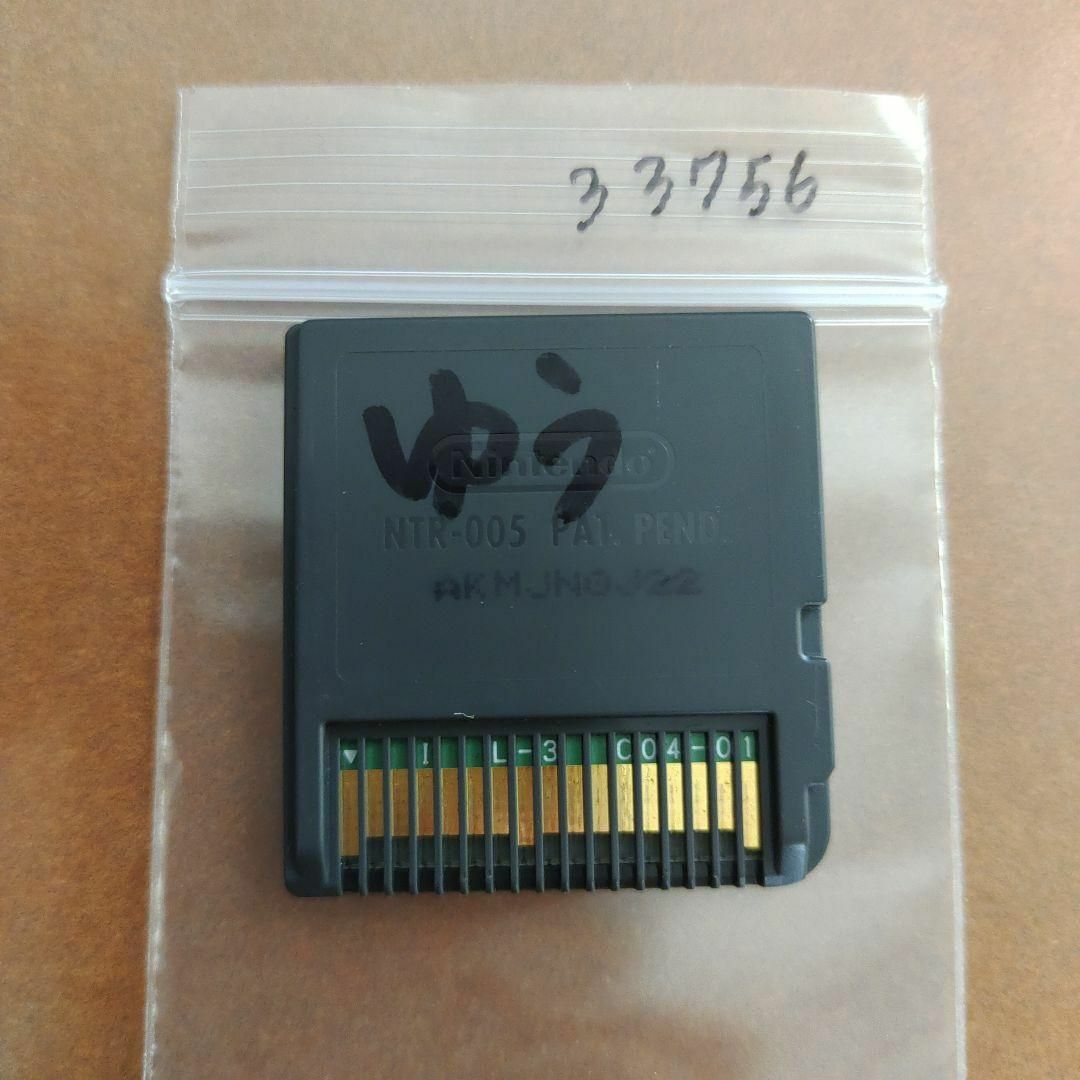 33756
ゆう
Nintendo
NTR-005 PAT. PEND.
AKMJN0J22
▼ I L-3 C04-01